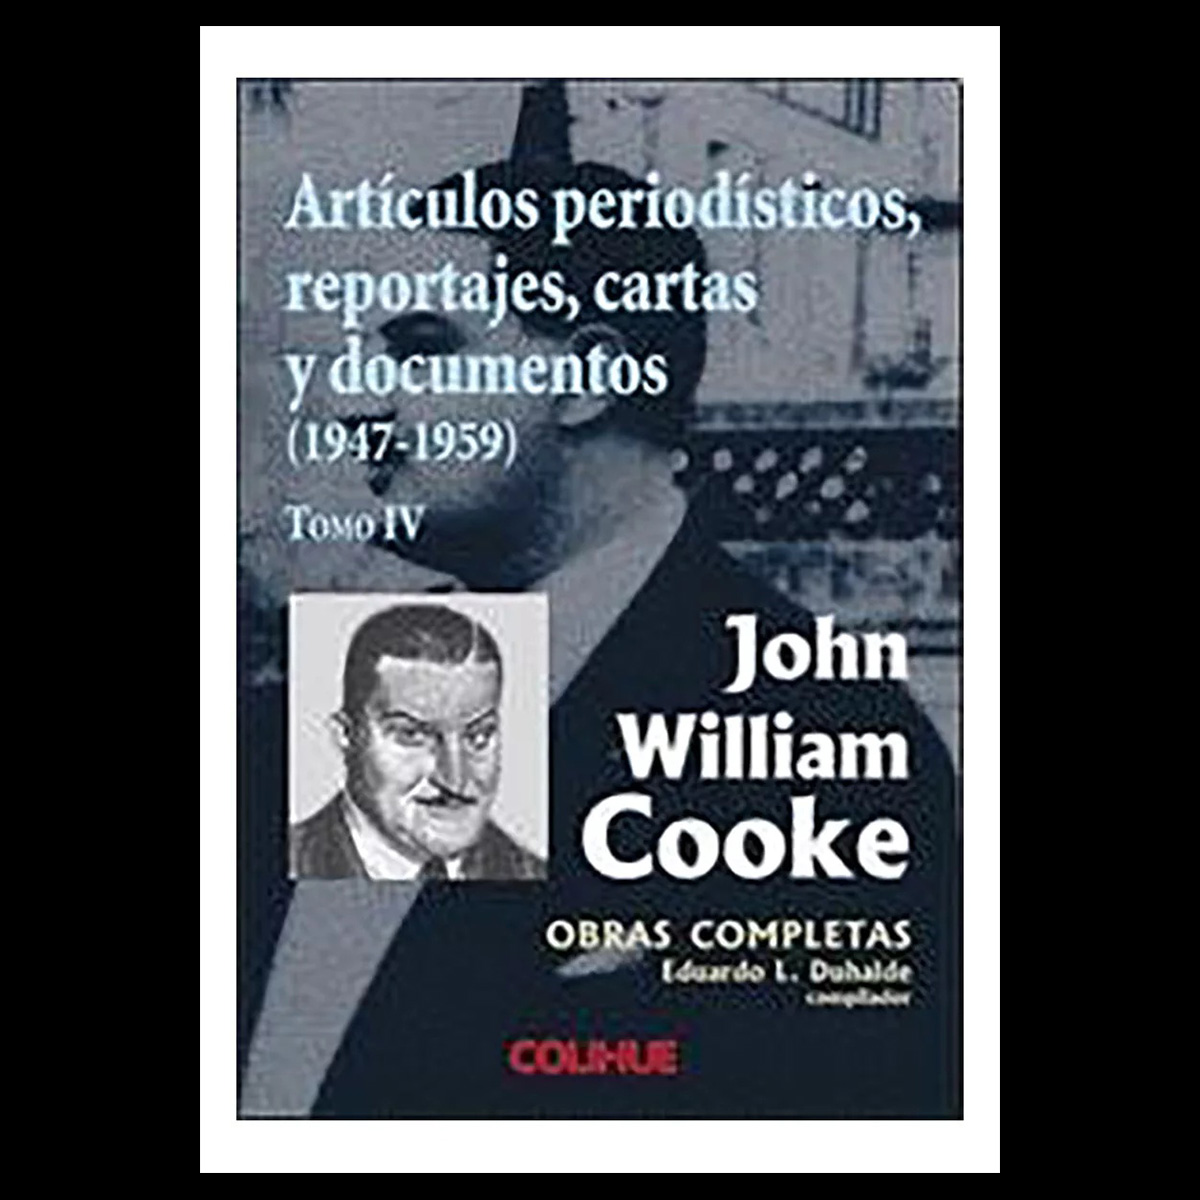 Artículos periodísticos,
reportajes, cartas
y documentos
(1947-1959)
TOMO IV
John
William
Cooke
OBRAS COMPLETAS
Eduardo L. Duhalde
compilador
COLIHUE